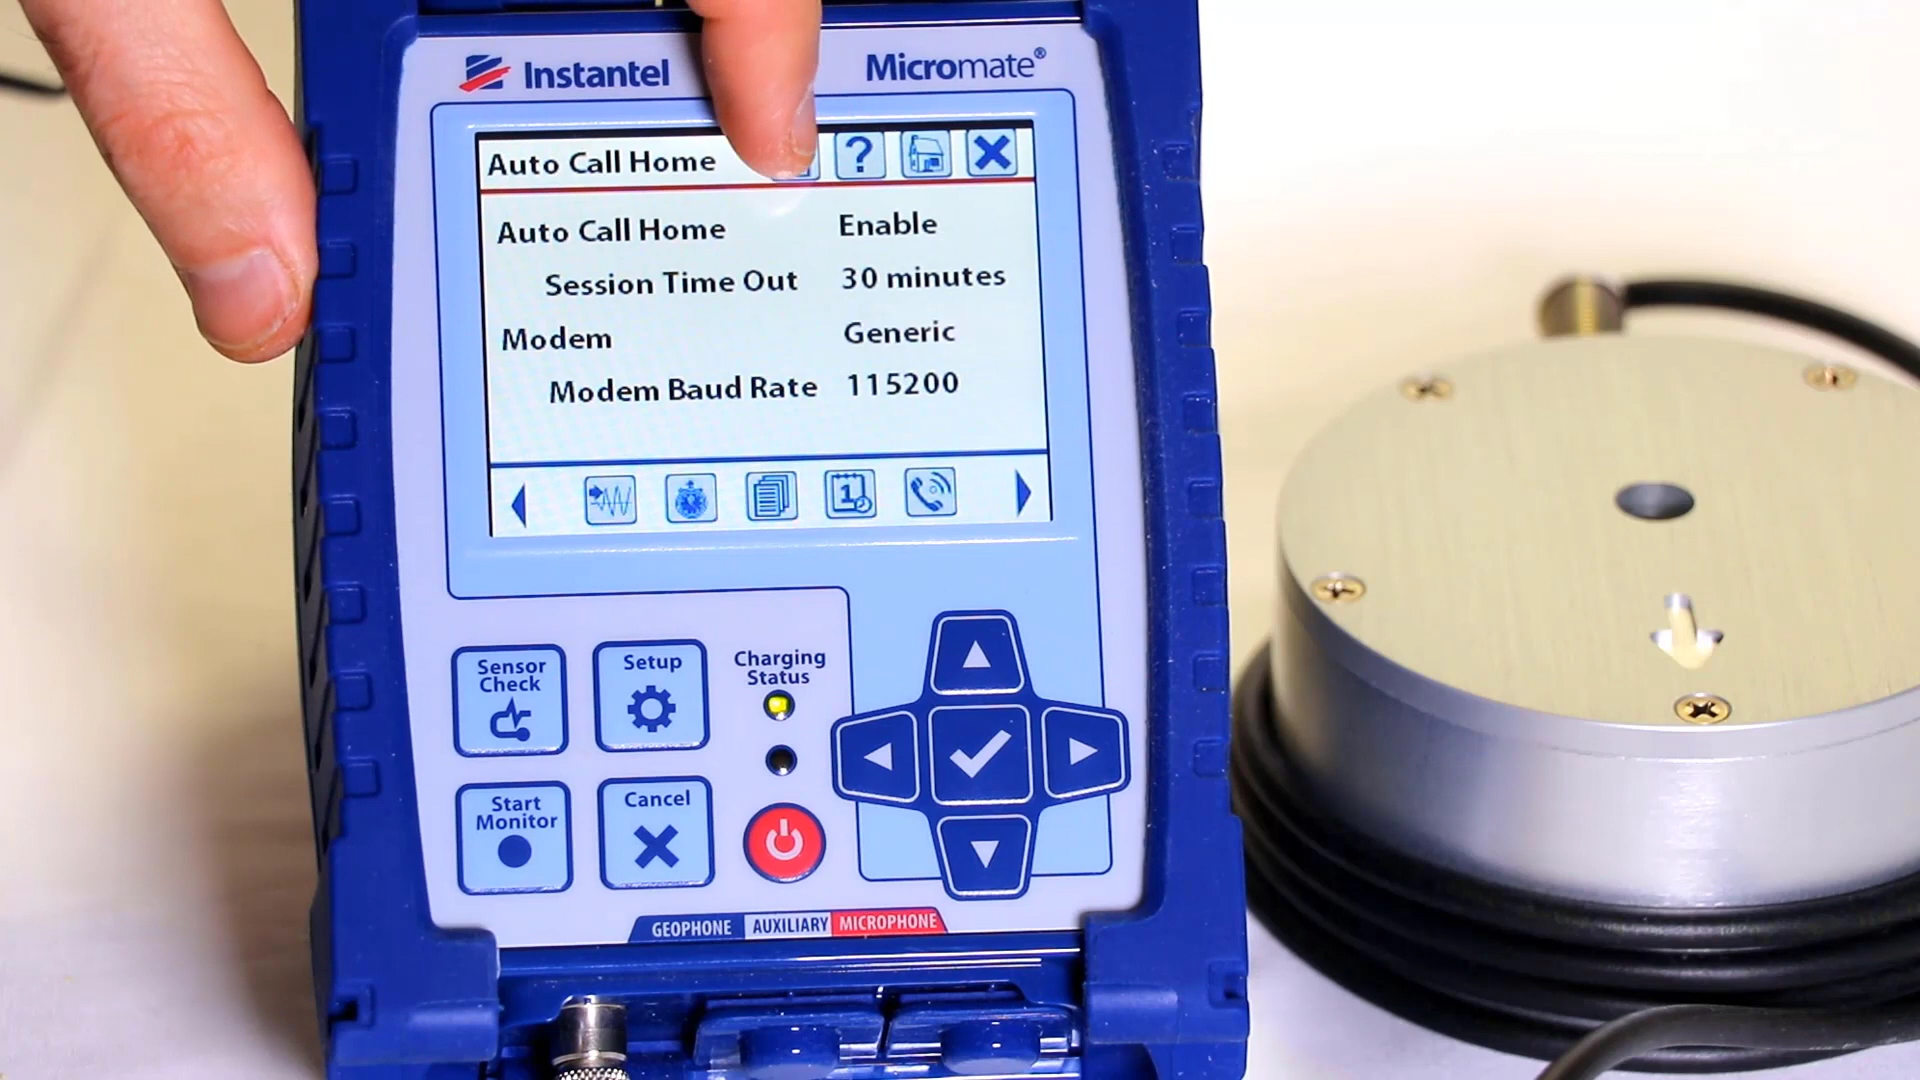 Instantel
Micromate®
Auto Call Home
?
Auto Call Home Enable
Session Time Out 30 minutes
Modem Generic
Modem Baud Rate 115200
1
Sensor Check
Setup
Charging Status
Start Monitor
Cancel
GEOPHONE AUXILIARY MICROPHONE